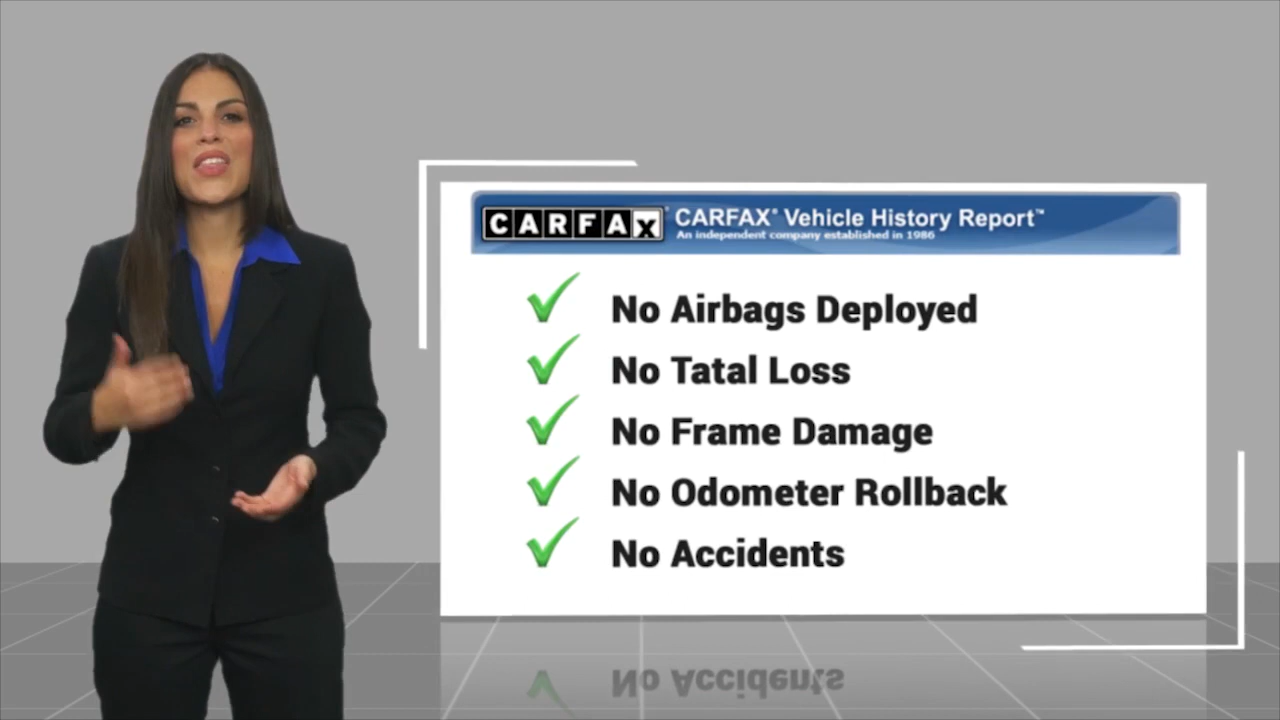 CARFAX CARFAX® Vehicle History Report™
An independent company established in 1986
No Airbags Deployed
No Tatal Loss
No Frame Damage
No Odometer Rollback
No Accidents
No Accidents